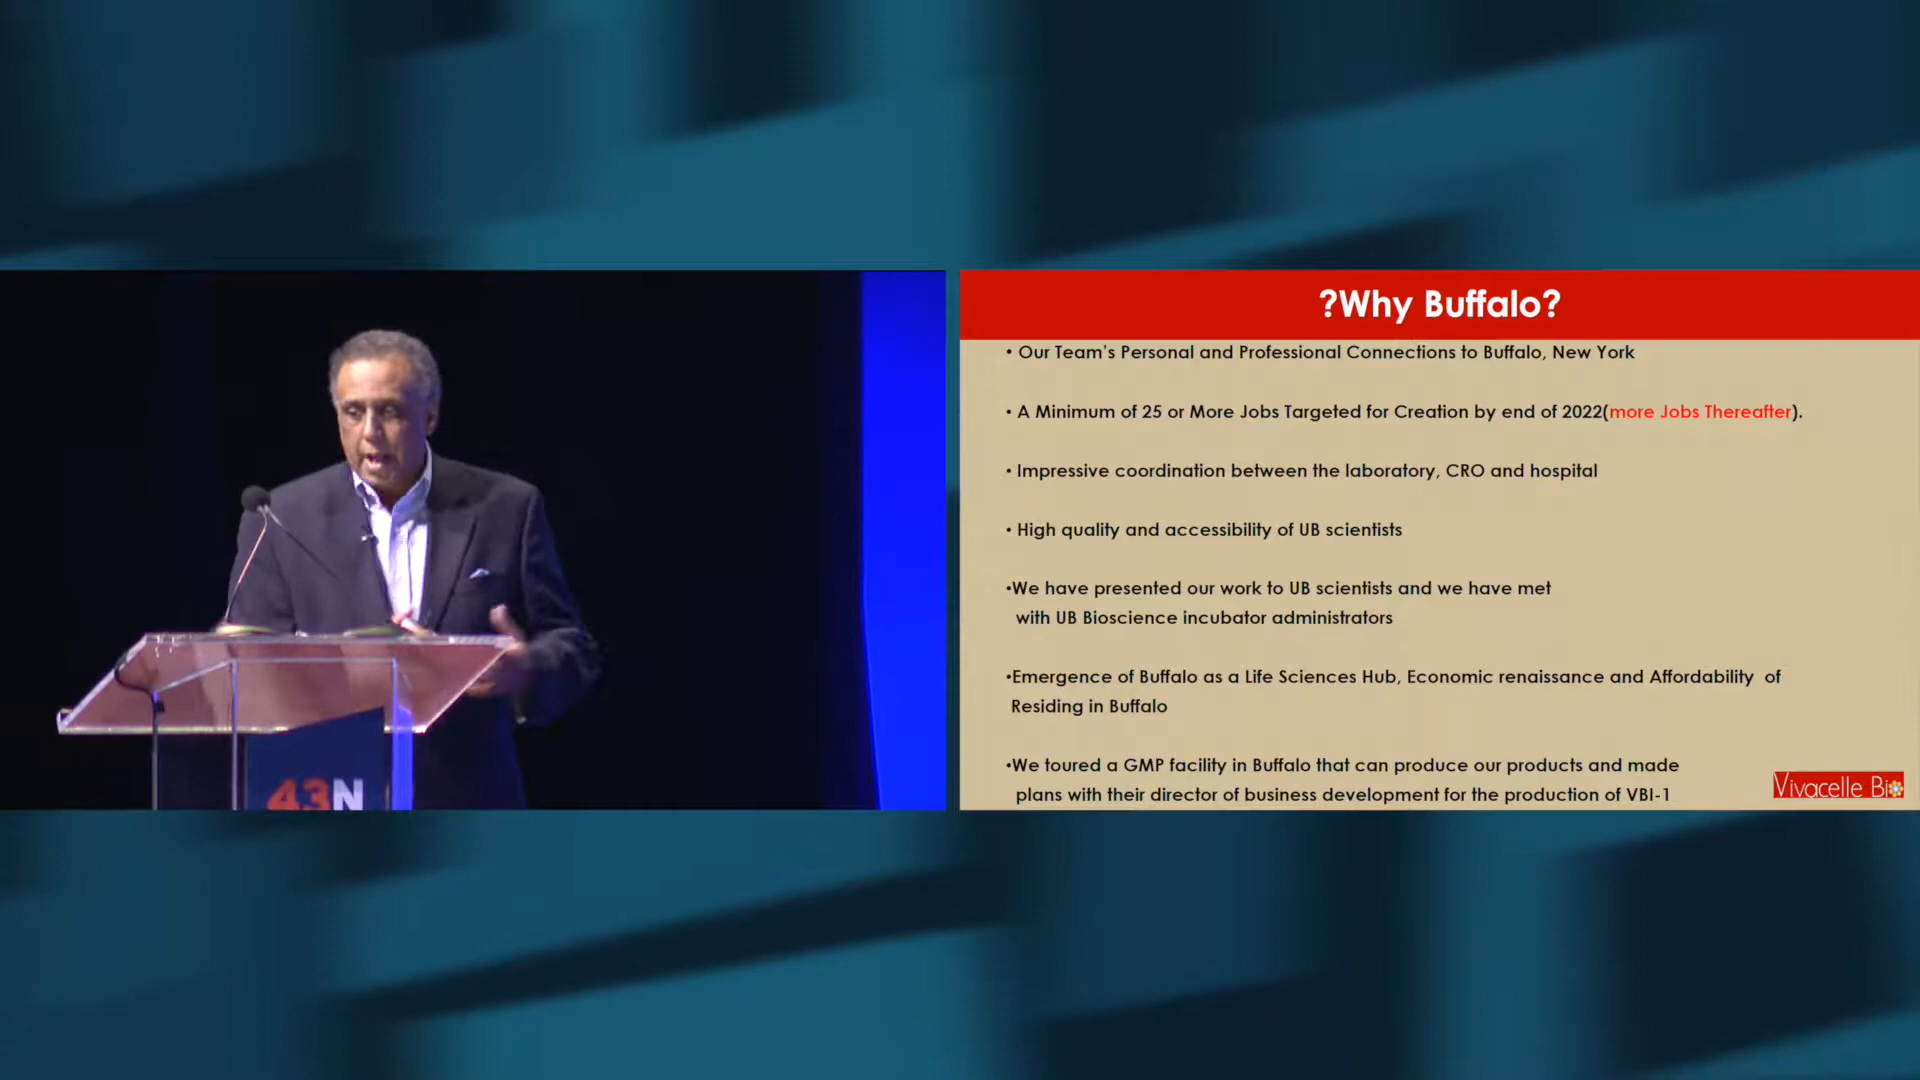 ?Why Buffalo?
• Our Team's Personal and Professional Connections to Buffalo, New York
• A Minimum of 25 or More Jobs Targeted for Creation by end of 2022(more Jobs Thereafter).
• Impressive coordination between the laboratory, CRO and hospital
• High quality and accessibility of UB scientists
•We have presented our work to UB scientists and we have met
with UB Bioscience incubator administrators
•Emergence of Buffalo as a Life Sciences Hub, Economic renaissance and Affordability of
Residing in Buffalo
•We toured a GMP facility in Buffalo that can produce our products and made
plans with their director of business development for the production of VBI-1
Vivacelle Bio
43N